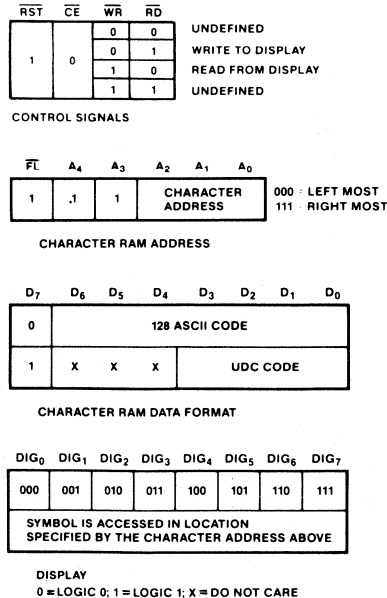 RST CE WR RD
0 0 UNDEFINED
0 1 WRITE TO DISPLAY
1 0
1 0 READ FROM DISPLAY
1 1 UNDEFINED
CONTROL SIGNALS
FL A4 A3 A2 A1 A0
1 .1 1 CHARACTER ADDRESS
000 = LEFT MOST
111 = RIGHT MOST
CHARACTER RAM ADDRESS
D7 D6 D5 D4 D3 D2 D1 D0
0 128 ASCII CODE
1 X X X UDC CODE
CHARACTER RAM DATA FORMAT
DIG0 DIG1 DIG2 DIG3 DIG4 DIG5 DIG6 DIG7
000 001 010 011 100 101 110 111
SYMBOL IS ACCESSED IN LOCATION
SPECIFIED BY THE CHARACTER ADDRESS ABOVE
DISPLAY
0 = LOGIC 0; 1 = LOGIC 1; X = DO NOT CARE